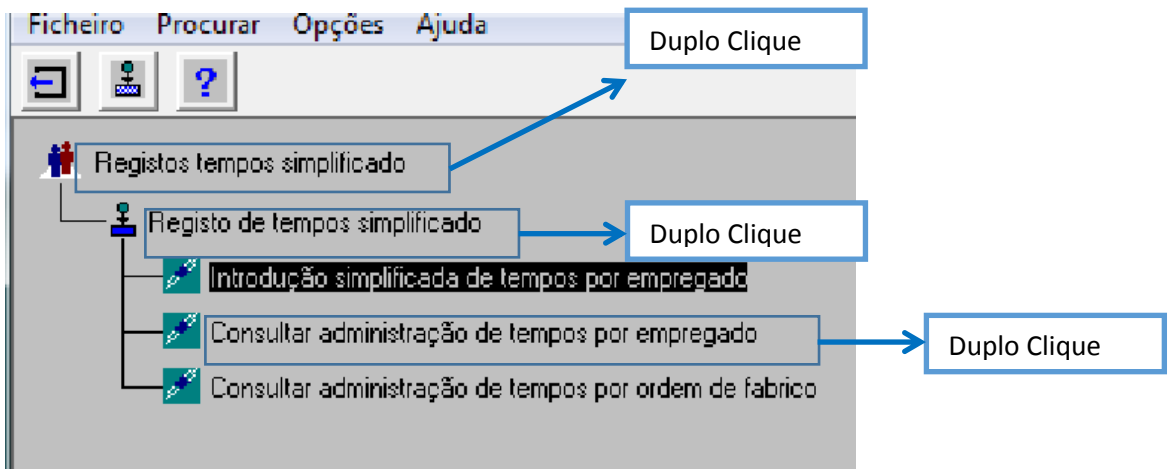 Ficheiro Procurar Opções Ajuda
Duplo Clique
?
Registos tempos simplificado
Registo de tempos simplificado
Duplo Clique
Introdução simplificada de tempos por empregado
Consultar administração de tempos por empregado
Duplo Clique
Consultar administração de tempos por ordem de fabrico